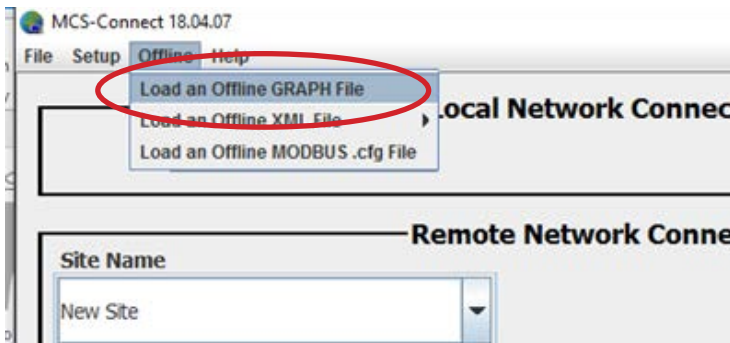 MCS-Connect 18.04.07
File Setup Offline Help
Load an Offline GRAPH File
Load an Offline XML File
Load an Offline MODBUS .cfg File
ocal Network Connec
Remote Network Conne
Site Name
New Site